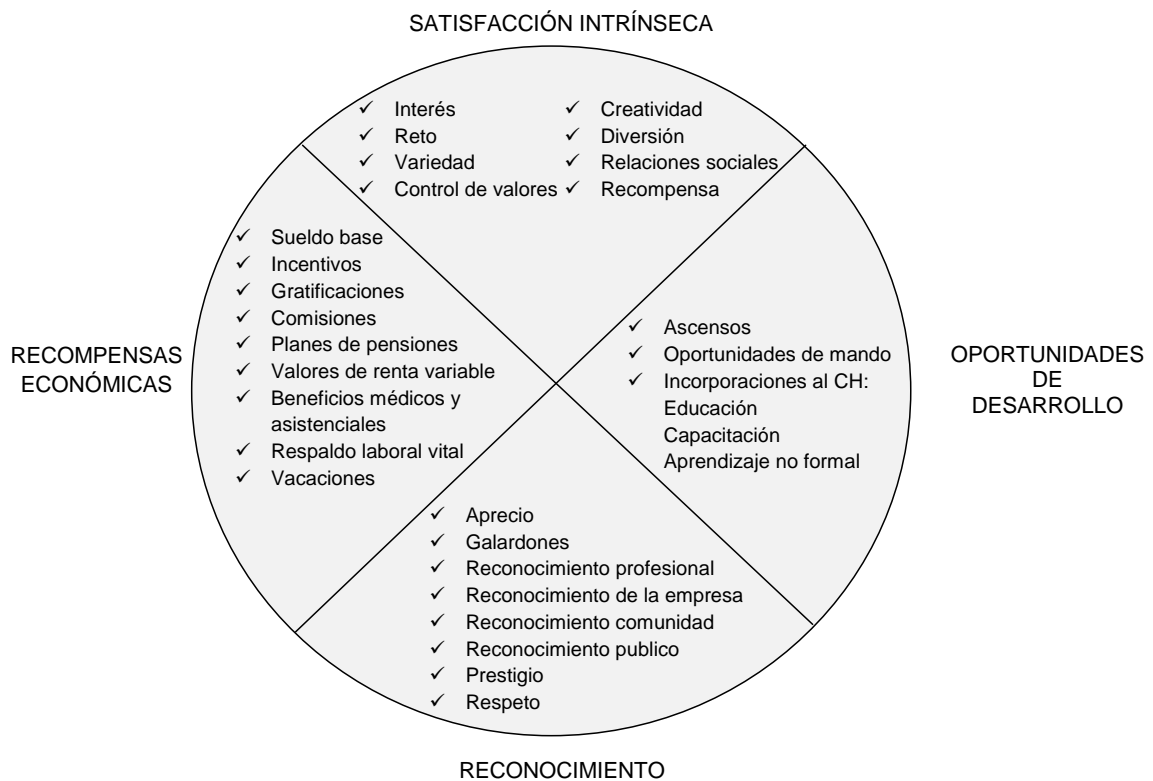 SATISFACCIÓN INTRÍNSECA
✓ Interés
✓ Reto
✓ Variedad
✓ Control de valores
✓ Creatividad
✓ Diversión
✓ Relaciones sociales
✓ Recompensa
RECOMPENSAS
ECONÓMICAS
✓ Sueldo base
✓ Incentivos
✓ Gratificaciones
✓ Comisiones
✓ Planes de pensiones
✓ Valores de renta variable
✓ Beneficios médicos y
asistenciales
✓ Respaldo laboral vital
✓ Vacaciones
✓ Ascensos
✓ Oportunidades de mando
✓ Incorporaciones al CH:
Educación
Capacitación
Aprendizaje no formal
OPORTUNIDADES
DE
DESARROLLO
✓ Aprecio
✓ Galardones
✓ Reconocimiento profesional
✓ Reconocimiento de la empresa
✓ Reconocimiento comunidad
✓ Reconocimiento publico
✓ Prestigio
✓ Respeto
RECONOCIMIENTO